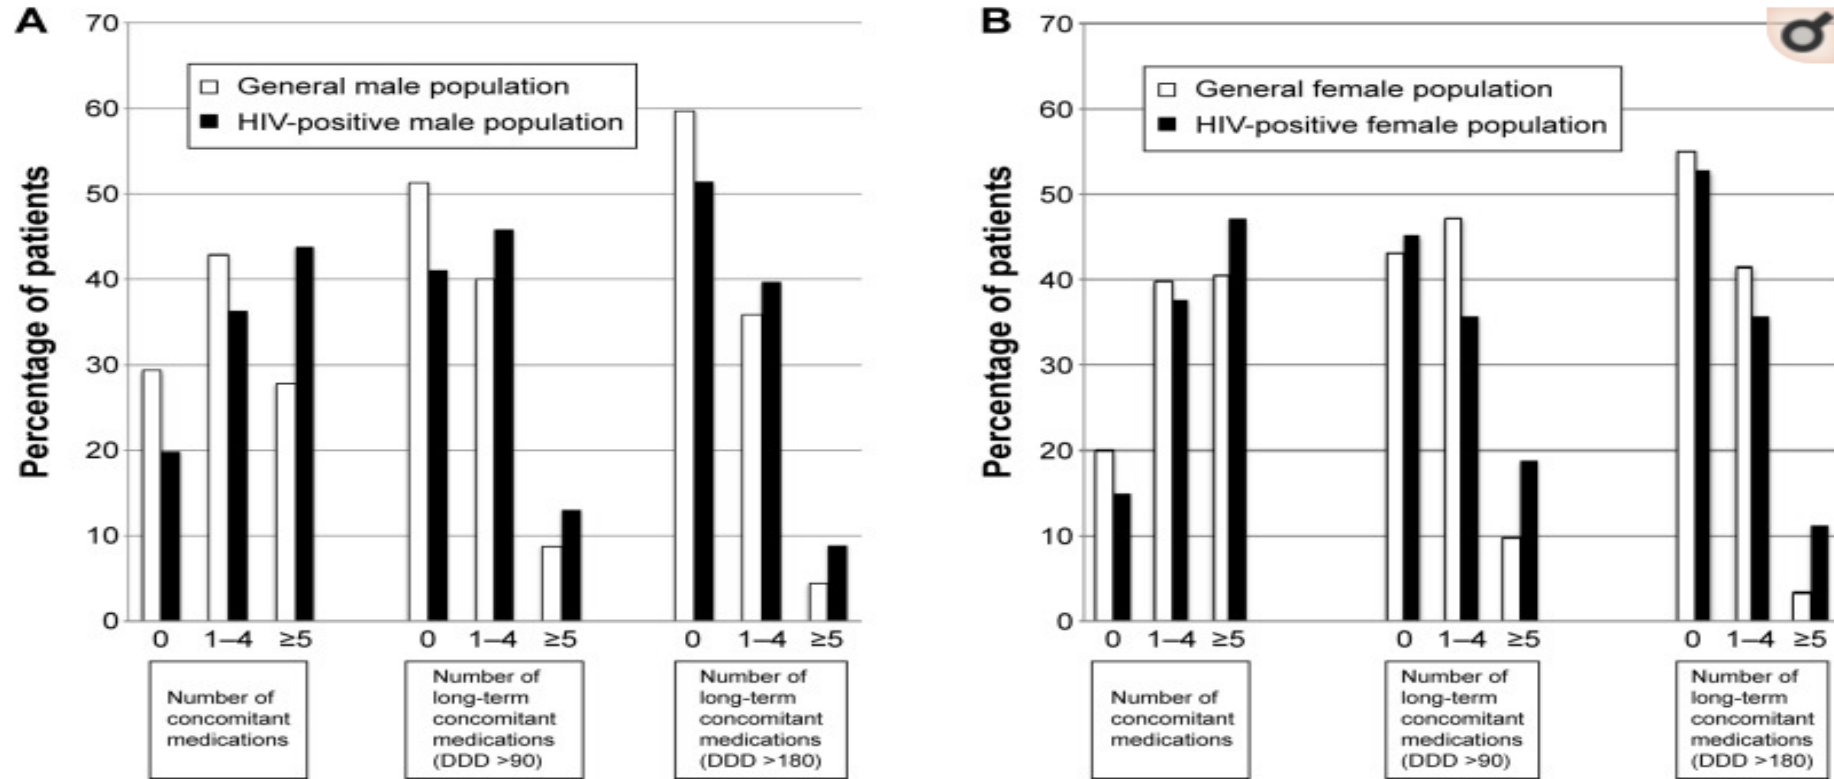 A
70
60
50
40
30
20
10
0
Percentage of patients
General male population
HIV-positive male population
0 1–4 ≥5
0 1–4 ≥5
0 1–4 ≥5
Number of
concomitant
medications
Number of
long-term
concomitant
medications
(DDD >90)
Number of
long-term
concomitant
medications
(DDD >180)
B
70
60
50
40
30
20
10
0
Percentage of patients
General female population
HIV-positive female population
0 1–4 ≥5
0 1–4 ≥5
0 1–4 ≥5
Number of
concomitant
medications
Number of
long-term
concomitant
medications
(DDD >90)
Number of
long-term
concomitant
medications
(DDD >180)